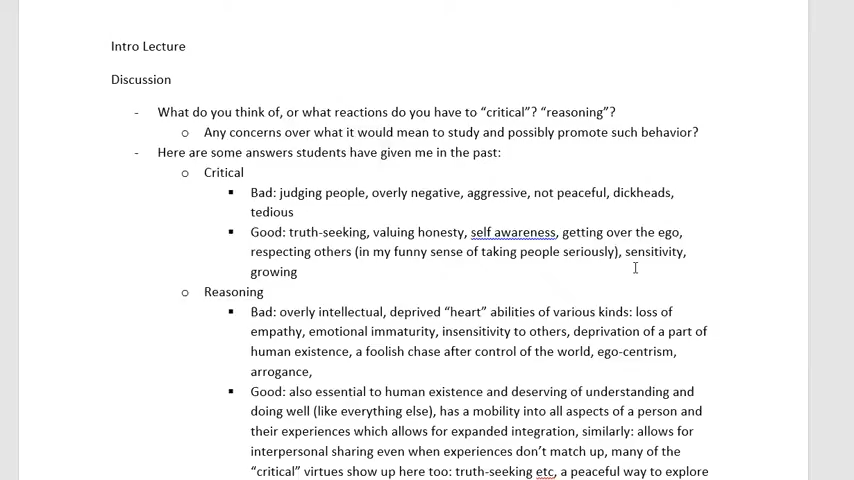 Intro Lecture
Discussion
- What do you think of, or what reactions do you have to “critical”? “reasoning”?
o Any concerns over what it would mean to study and possibly promote such behavior?
- Here are some answers students have given me in the past:
o Critical
▪ Bad: judging people, overly negative, aggressive, not peaceful, dickheads,
tedious
▪ Good: truth-seeking, valuing honesty, self awareness, getting over the ego,
respecting others (in my funny sense of taking people seriously), sensitivity,
growing
o Reasoning
▪ Bad: overly intellectual, deprived “heart” abilities of various kinds: loss of
empathy, emotional immaturity, insensitivity to others, deprivation of a part of
human existence, a foolish chase after control of the world, ego-centrism,
arrogance,
▪ Good: also essential to human existence and deserving of understanding and
doing well (like everything else), has a mobility into all aspects of a person and
their experiences which allows for expanded integration, similarly: allows for
interpersonal sharing even when experiences don’t match up, many of the
“critical” virtues show up here too: truth-seeking etc, a peaceful way to explore